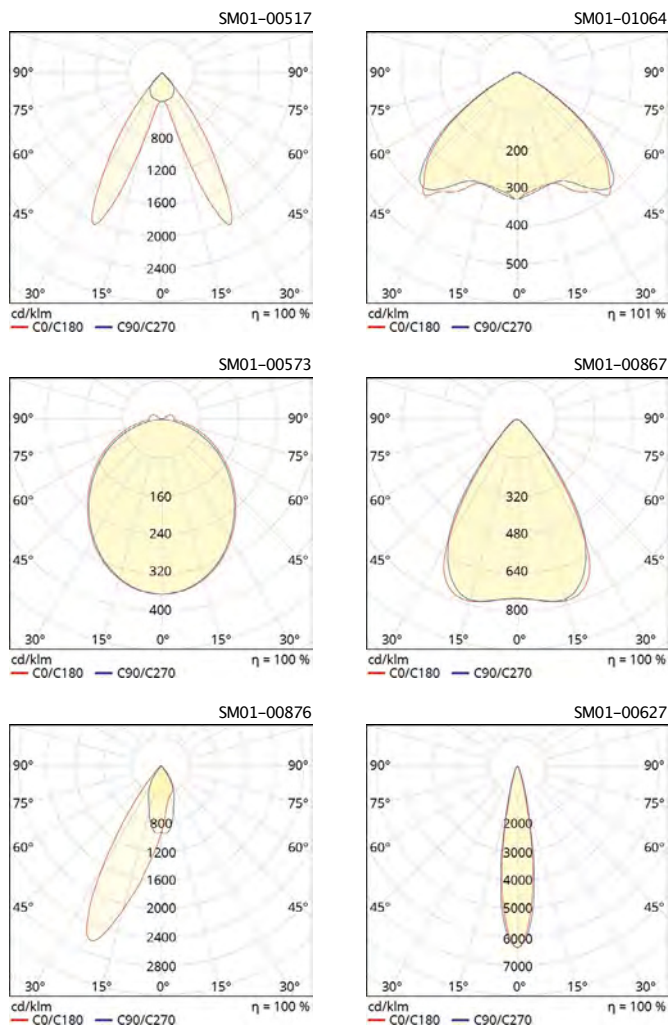 SM01-00517
90° 90°
75° 75°
60° 800 60°
1200
45° 1600 45°
2000
2400
30° 15° 0° 15° 30°
cd/klm η = 100 %
C0/C180 C90/C270
SM01-01064
90° 90°
75° 75°
60° 200 60°
300
45° 400 45°
500
30° 15° 0° 15° 30°
cd/klm η = 101 %
C0/C180 C90/C270
SM01-00573
90° 90°
75° 75°
60° 160 60°
240
45° 320 45°
400
30° 15° 0° 15° 30°
cd/klm η = 100 %
C0/C180 C90/C270
SM01-00867
90° 90°
75° 75°
60° 320 60°
480
45° 640 45°
800
30° 15° 0° 15° 30°
cd/klm η = 100 %
C0/C180 C90/C270
SM01-00876
90° 90°
75° 75°
800
60° 1200 60°
1600
45° 2000 45°
2400
2800
30° 15° 0° 15° 30°
cd/klm η = 100 %
C0/C180 C90/C270
SM01-00627
90° 90°
75° 75°
2000
60° 3000 60°
4000
45° 5000 45°
6000
7000
30° 15° 0° 15° 30°
cd/klm η = 100 %
C0/C180 C90/C270